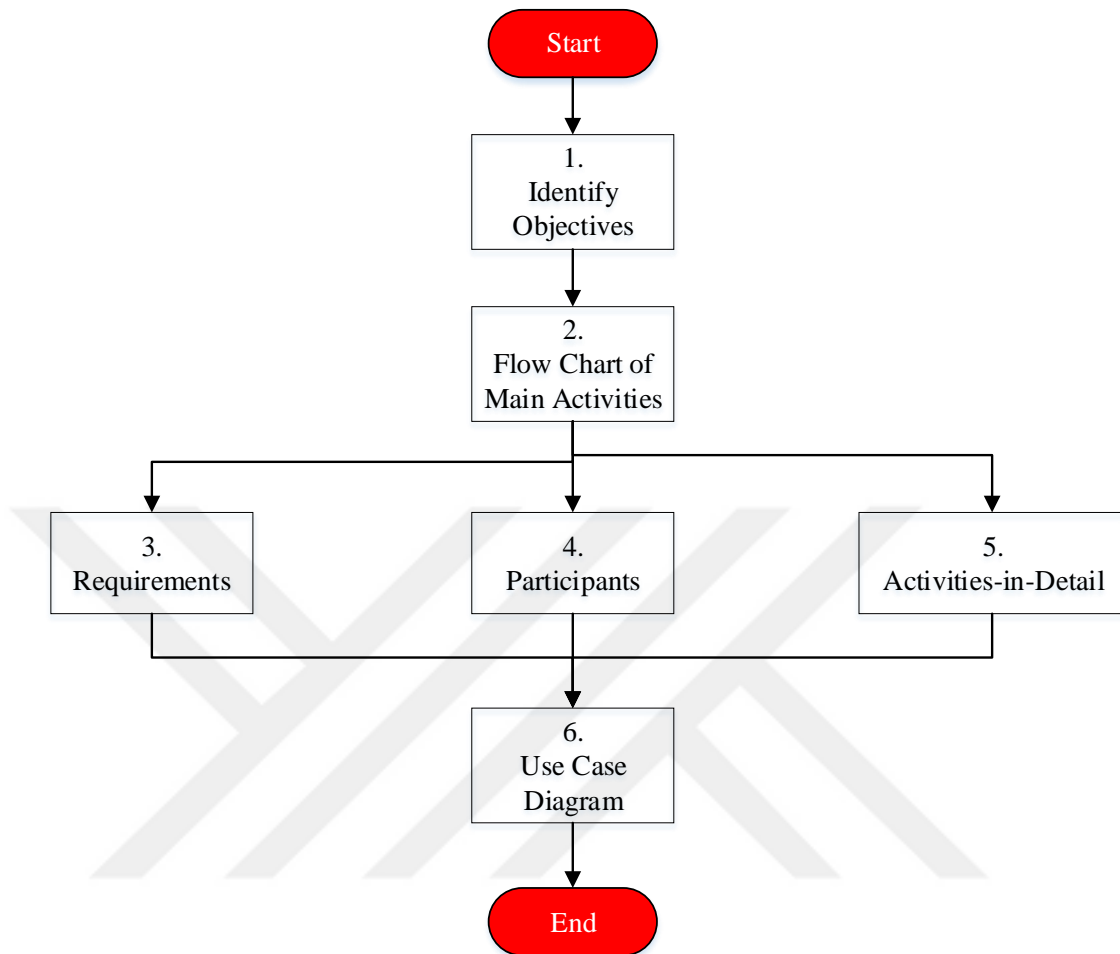 Start
1.
Identify
Objectives
2.
Flow Chart of
Main Activities
3.
Requirements
4.
Participants
5.
Activities-in-Detail
6.
Use Case
Diagram
End